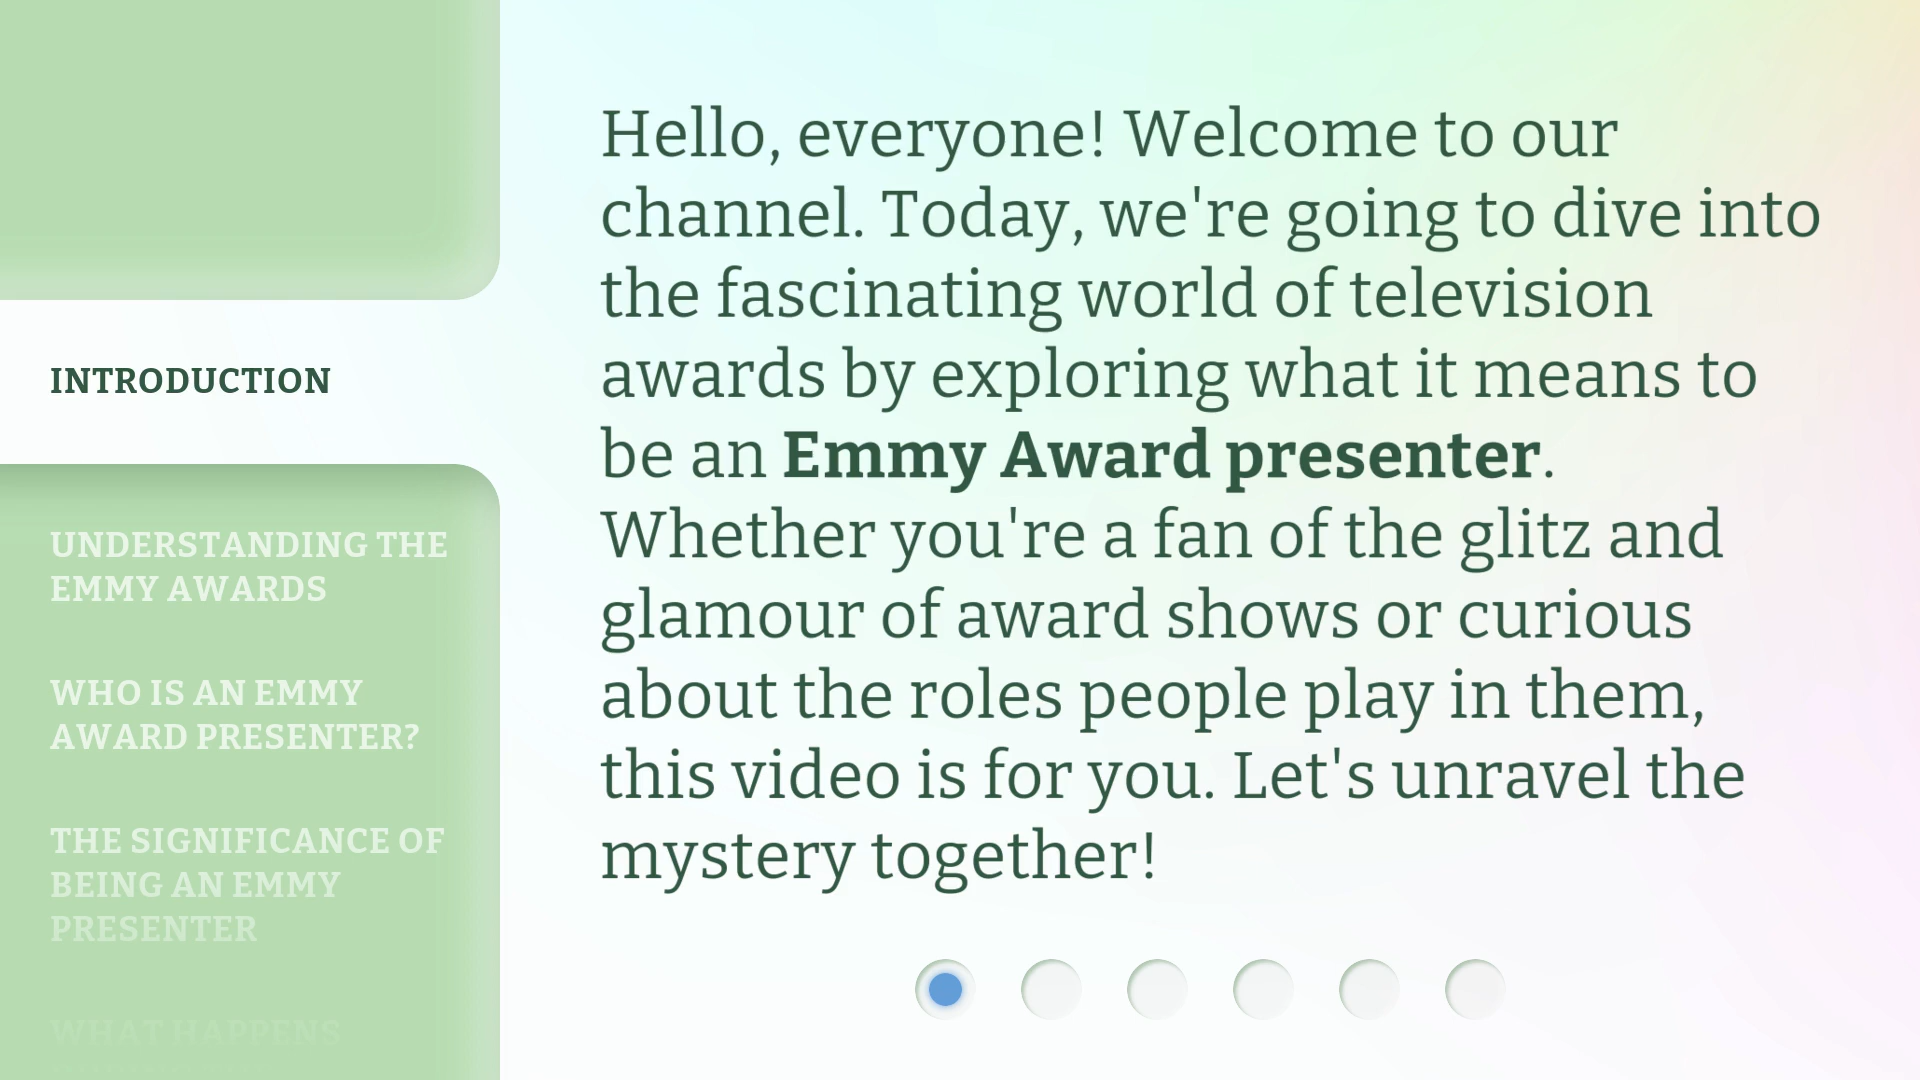 INTRODUCTION
UNDERSTANDING THE
EMMY AWARDS
WHO IS AN EMMY
AWARD PRESENTER?
THE SIGNIFICANCE OF
BEING AN EMMY
PRESENTER
WHAT HAPPENS
Hello, everyone! Welcome to our
channel. Today, we're going to dive into
the fascinating world of television
awards by exploring what it means to
be an Emmy Award presenter.
Whether you're a fan of the glitz and
glamour of award shows or curious
about the roles people play in them,
this video is for you. Let's unravel the
mystery together!